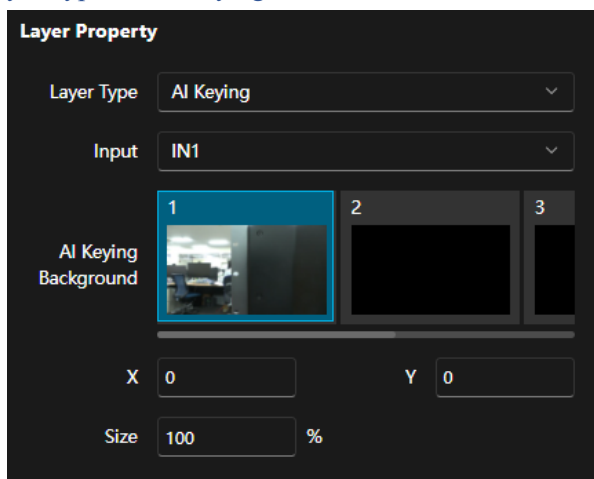 Layer Property
Layer Type AI Keying
Input IN1
1 2 3
AI Keying
Background
X 0 Y 0
Size 100 %